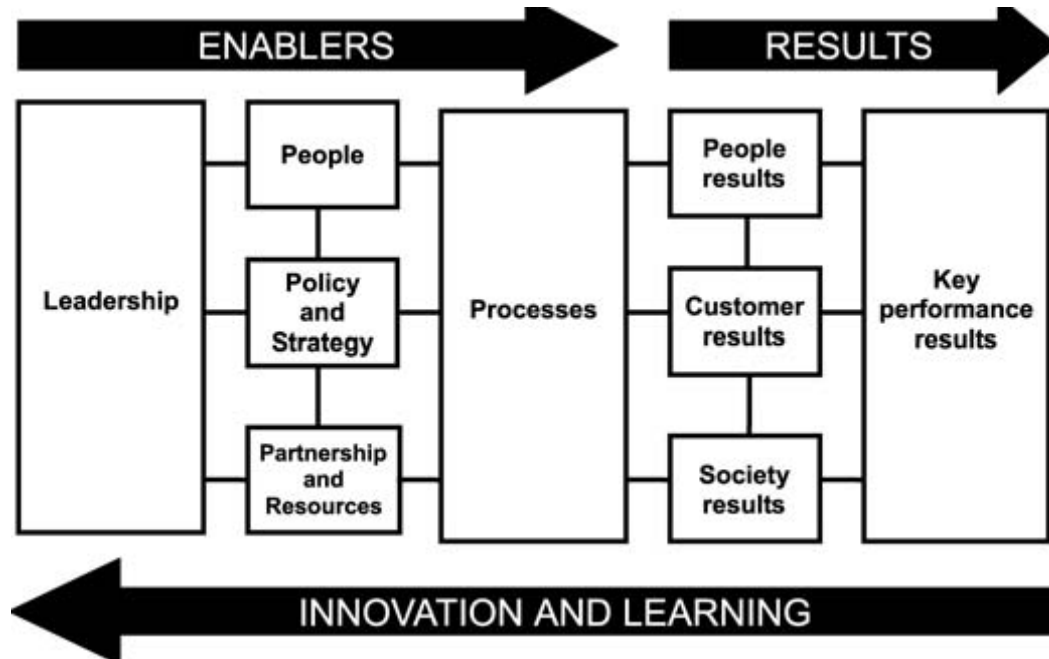 ENABLERS
RESULTS
Leadership
People
Policy
and
Strategy
Partnership
and
Resources
Processes
People
results
Customer
results
Society
results
Key
performance
results
INNOVATION AND LEARNING